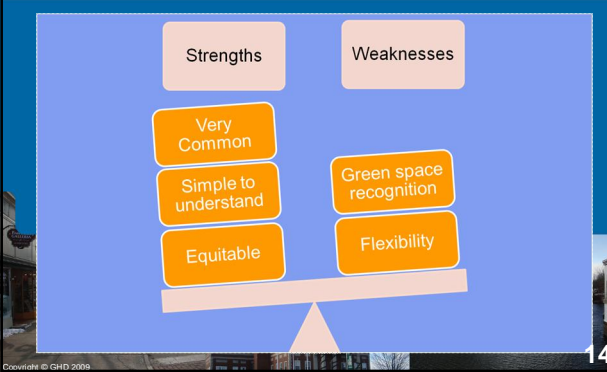 Strengths
Weaknesses
Very
Common
Simple to
understand
Equitable
Green space
recognition
Flexibility
14
Copyright © GHD 2009